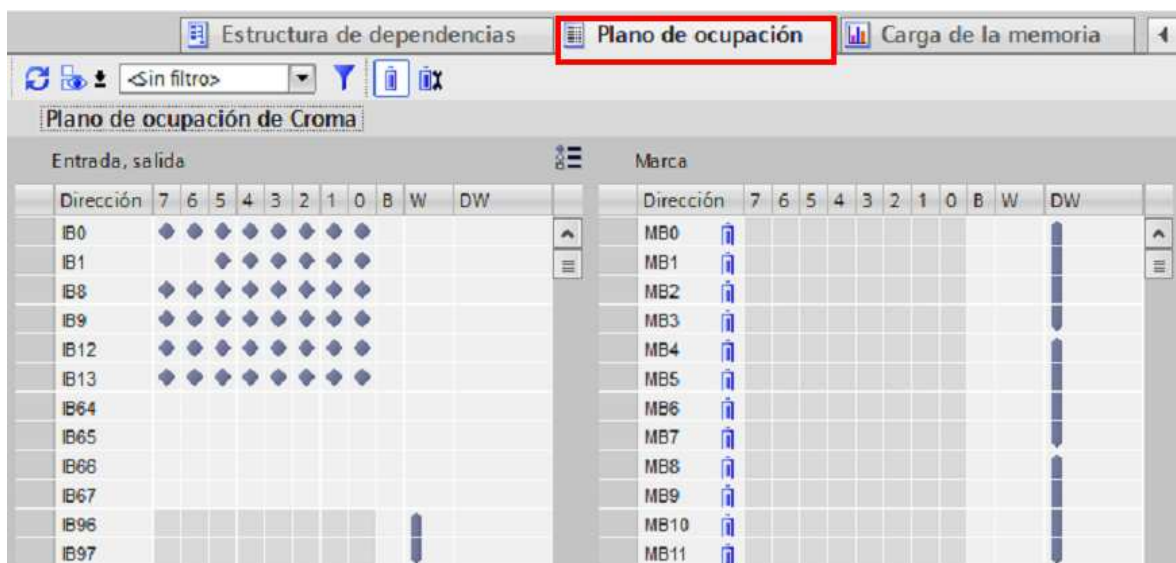 Estructura de dependencias Plano de ocupación Carga de la memoria
<Sin filtro>
Plano de ocupación de Croma
Entrada, salida Marca
Dirección 7 6 5 4 3 2 1 0 B W DW Dirección 7 6 5 4 3 2 1 0 B W DW
IB0 MB0
IB1 MB1
IB8 MB2
IB9 MB3
IB12 MB4
IB13 MB5
IB64 MB6
IB65 MB7
IB66 MB8
IB67 MB9
IB96 MB10
IB97 MB11